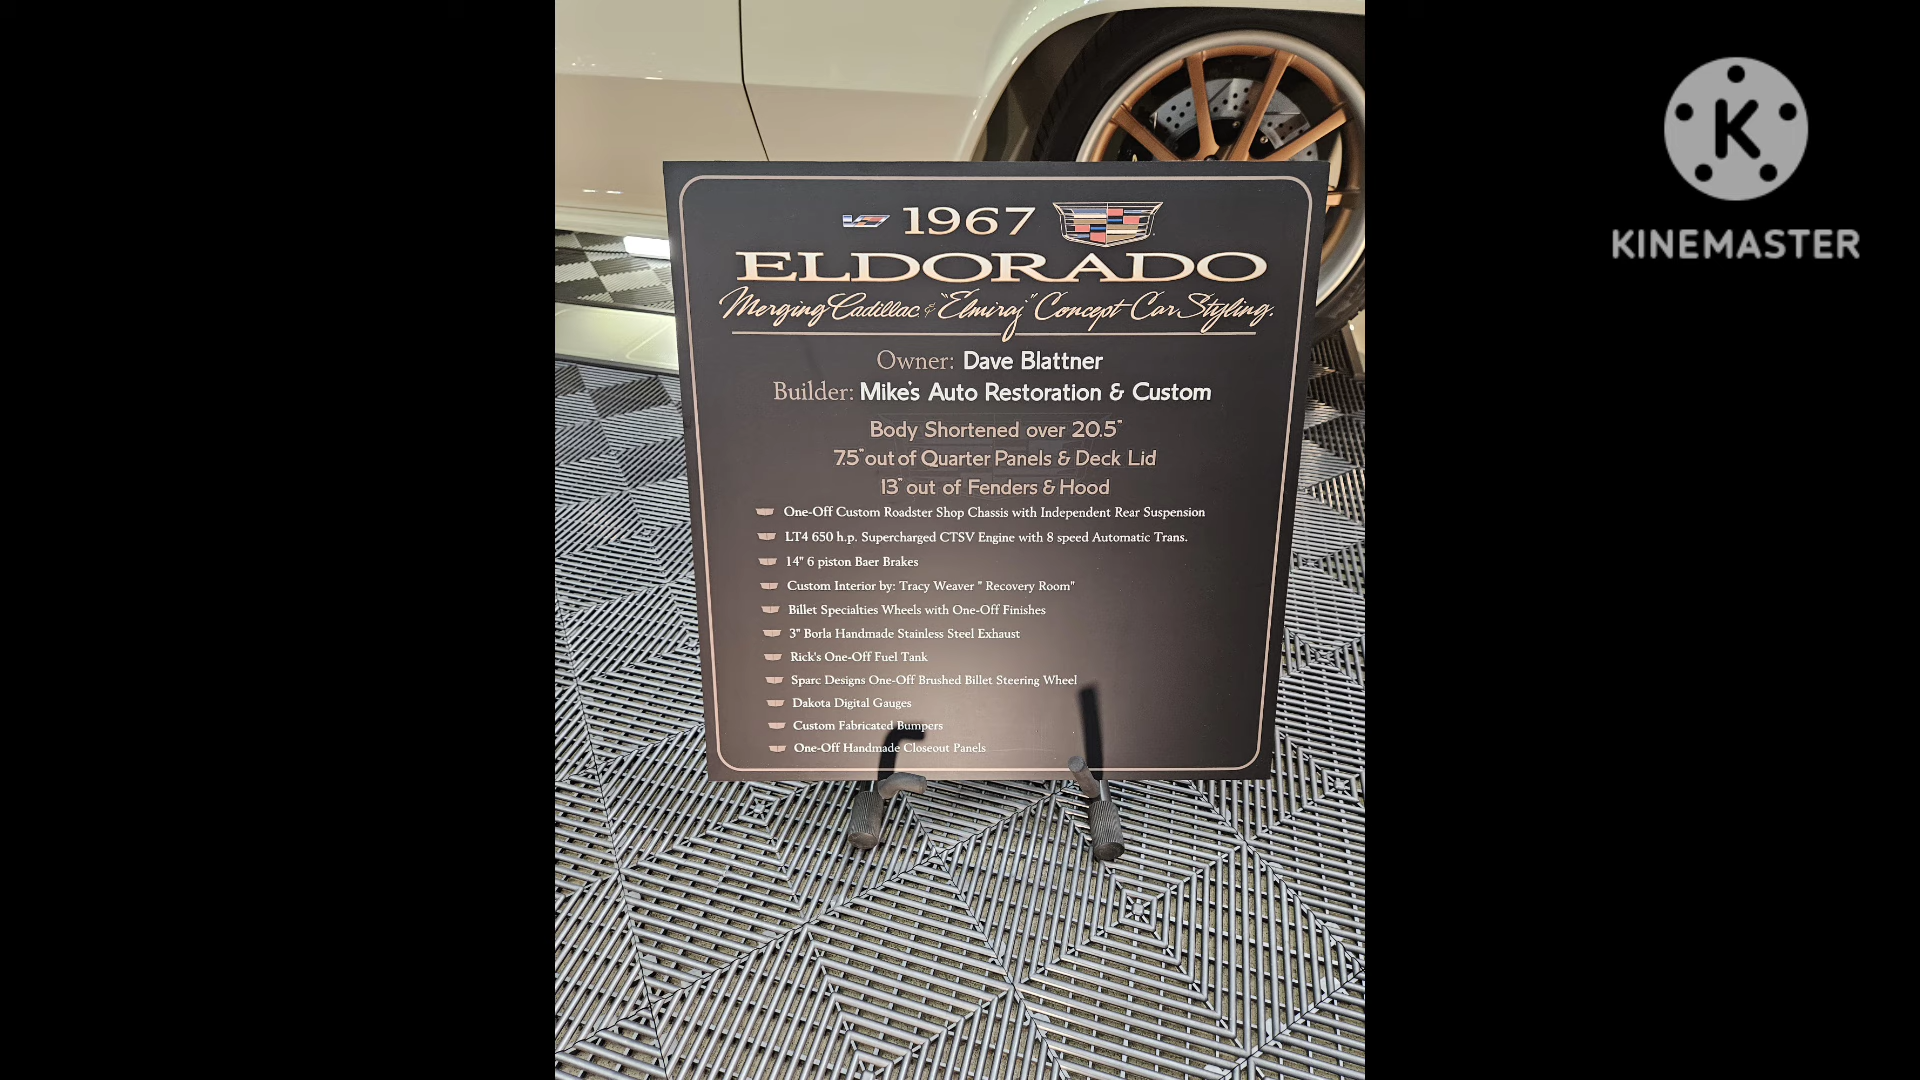 1967
ELDORADO
Merging Cadillac & "Elmiraj" Concept Car Styling.
Owner: Dave Blattner
Builder: Mike's Auto Restoration & Custom
Body Shortened over 20.5"
7.5" out of Quarter Panels & Deck Lid
13" out of Fenders & Hood
One-Off Custom Roadster Shop Chassis with Independent Rear Suspension
LT4 650 h.p. Supercharged CTSV Engine with 8 speed Automatic Trans.
14" 6 piston Baer Brakes
Custom Interior by: Tracy Weaver " Recovery Room"
Billet Specialties Wheels with One-Off Finishes
3" Borla Handmade Stainless Steel Exhaust
Rick's One-Off Fuel Tank
Sparc Designs One-Off Brushed Billet Steering Wheel
Dakota Digital Gauges
Custom Fabricated Bumpers
One-Off Handmade Closeout Panels
K
KINEMASTER